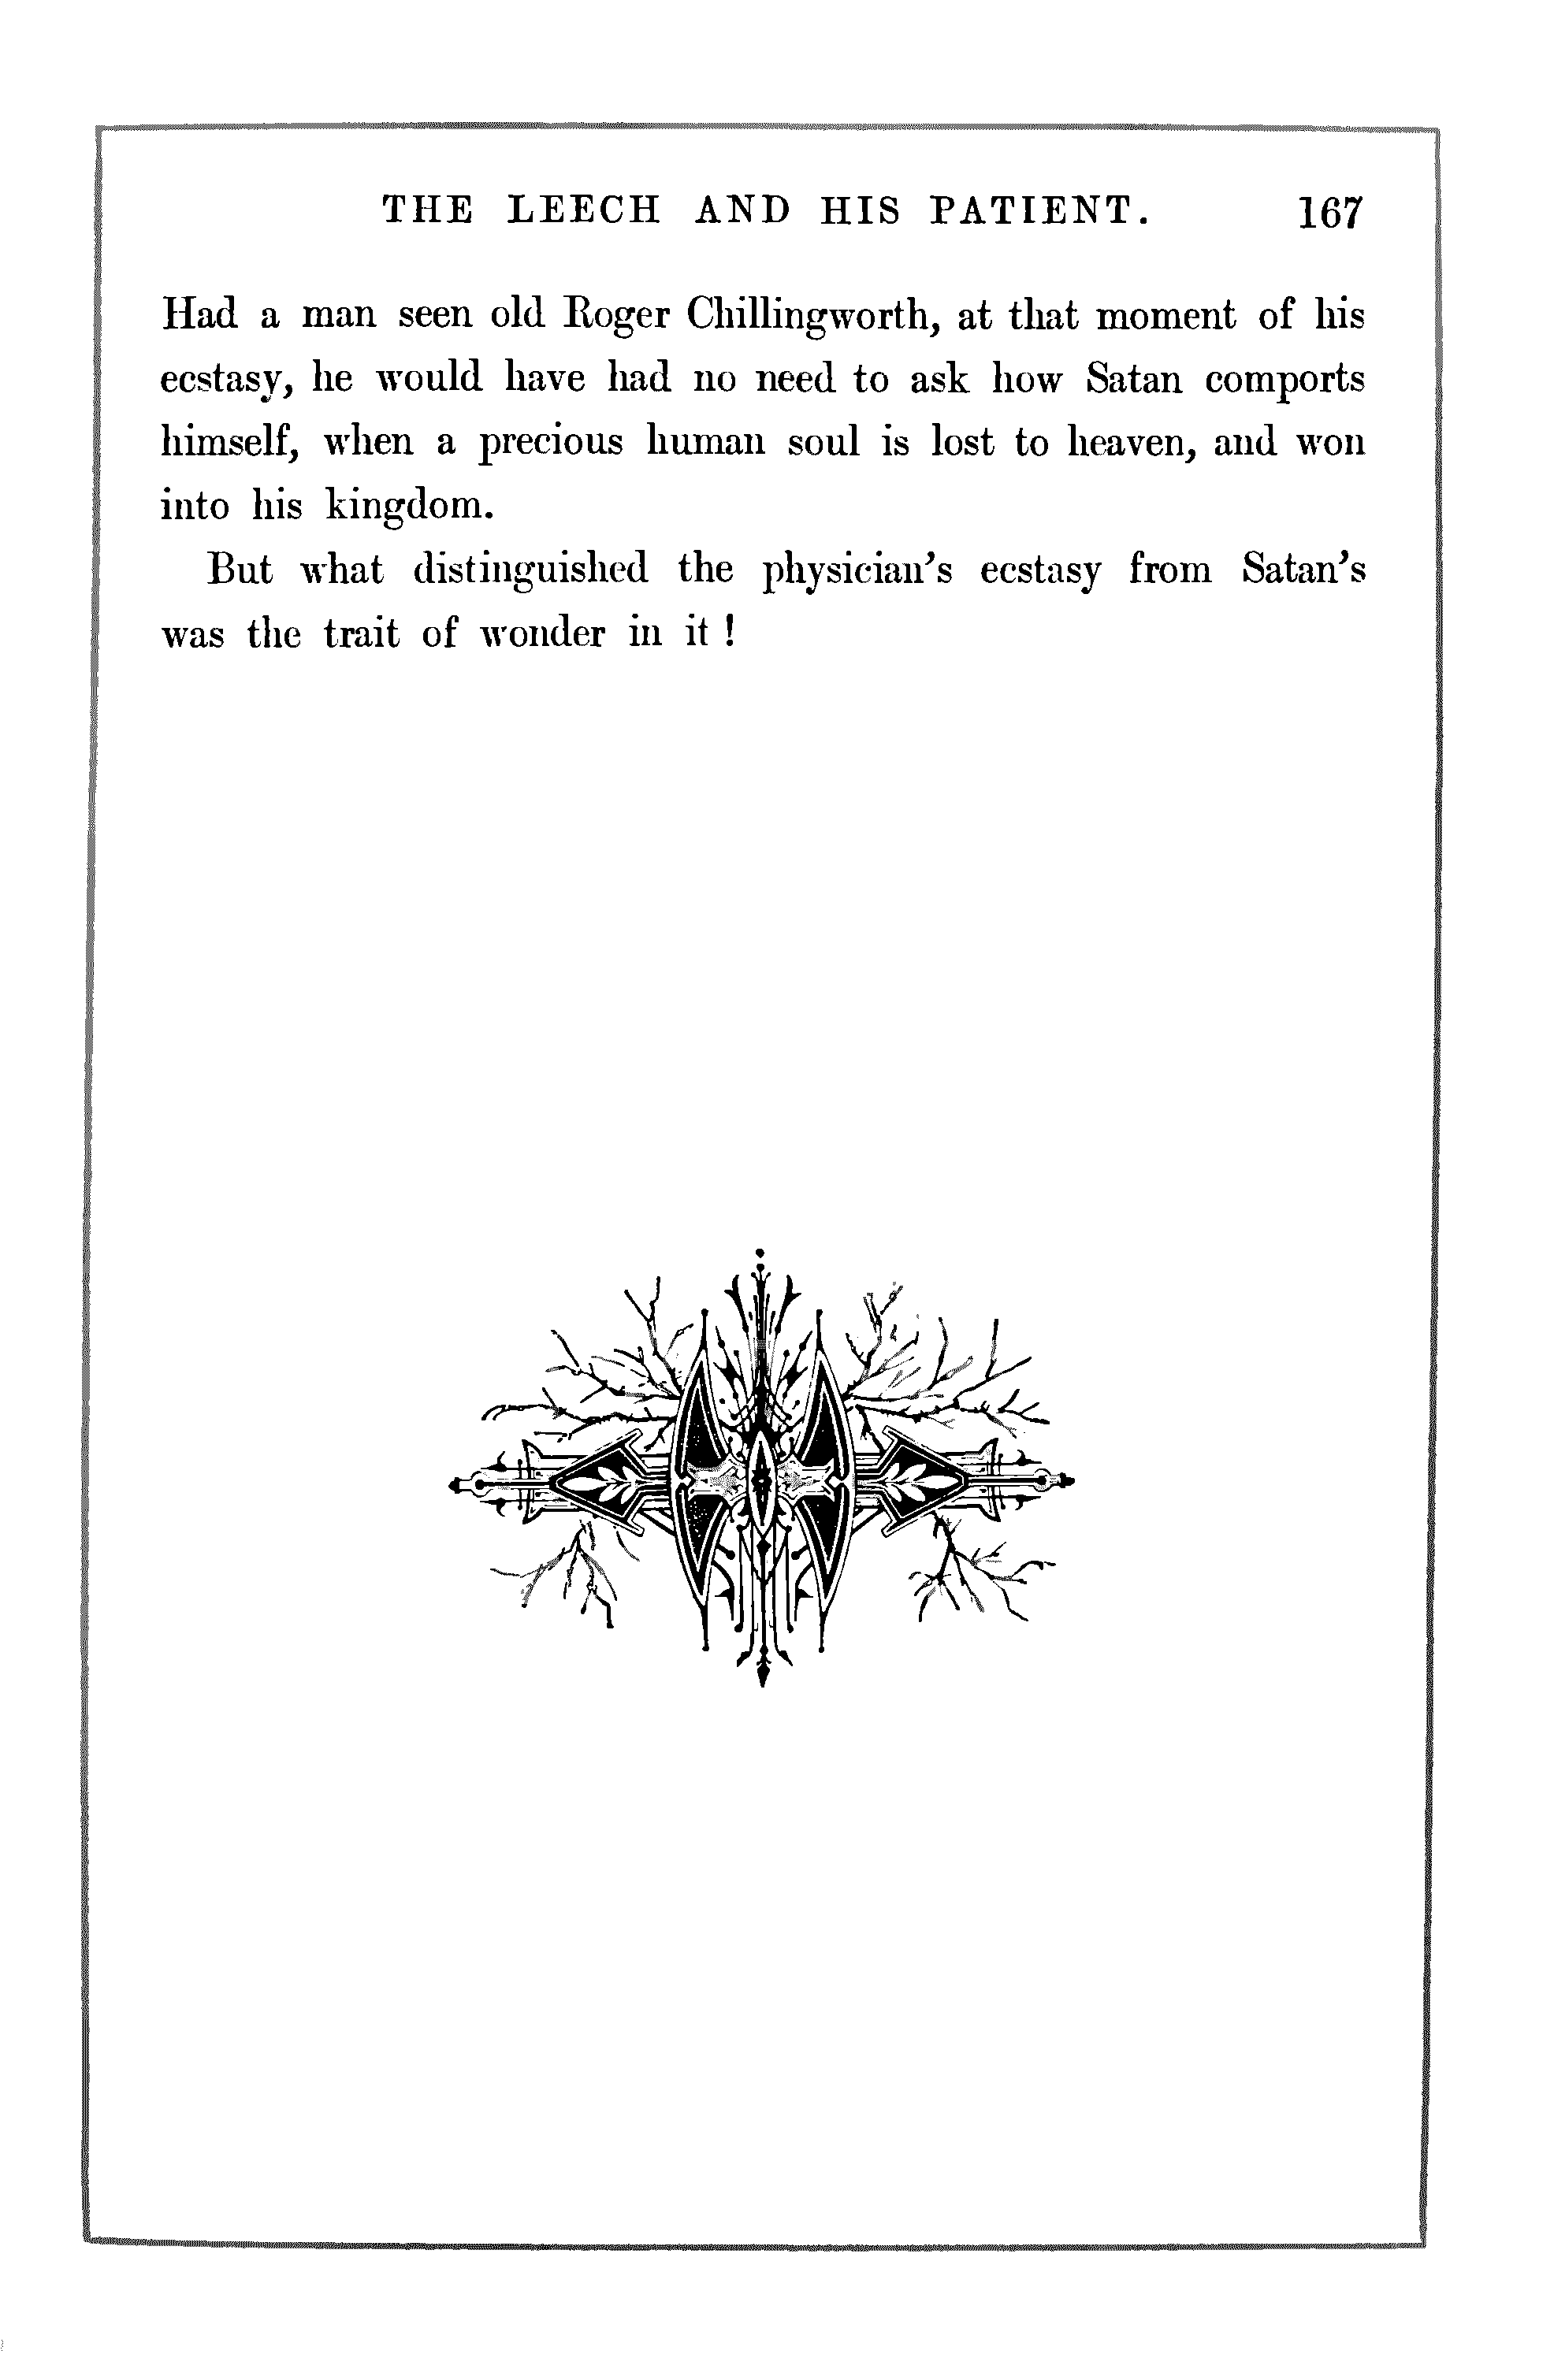 THE LEECH AND HIS PATIENT. 167
Had a man seen old Roger Chillingworth, at that moment of his
ecstasy, he would have had no need to ask how Satan comports
himself, when a precious human soul is lost to heaven, and won
into his kingdom.
But what distinguished the physician's ecstasy from Satan's
was the trait of wonder in it !